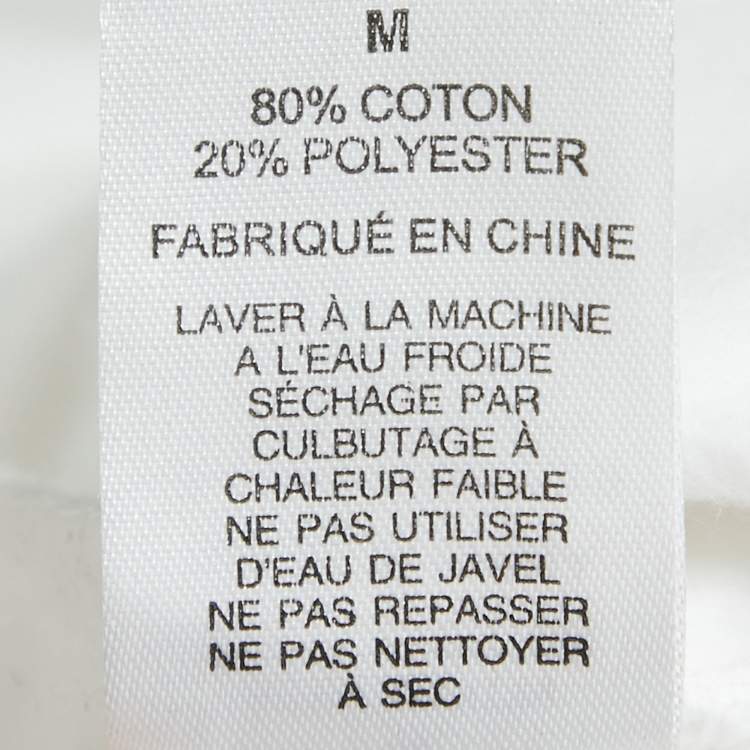 M
80% COTON
20% POLYESTER
FABRIQUÉ EN CHINE
LAVER À LA MACHINE
A L'EAU FROIDE
SÉCHAGE PAR
CULBUTAGE À
CHALEUR FAIBLE
NE PAS UTILISER
D'EAU DE JAVEL
NE PAS REPASSER
NE PAS NETTOYER
À SEC